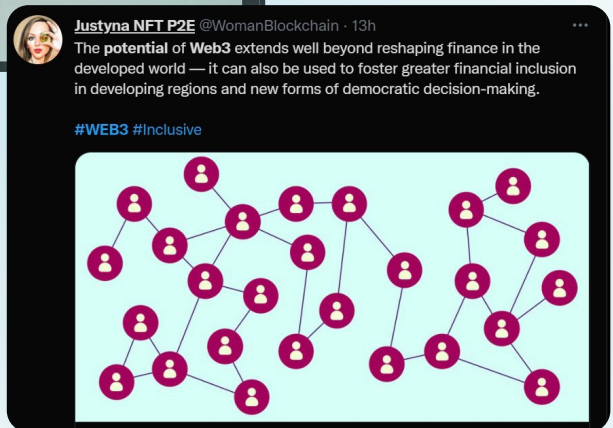 Justyna NFT P2E @WomanBlockchain · 13h
The potential of Web3 extends well beyond reshaping finance in the
developed world — it can also be used to foster greater financial inclusion
in developing regions and new forms of democratic decision-making.
#WEB3 #Inclusive